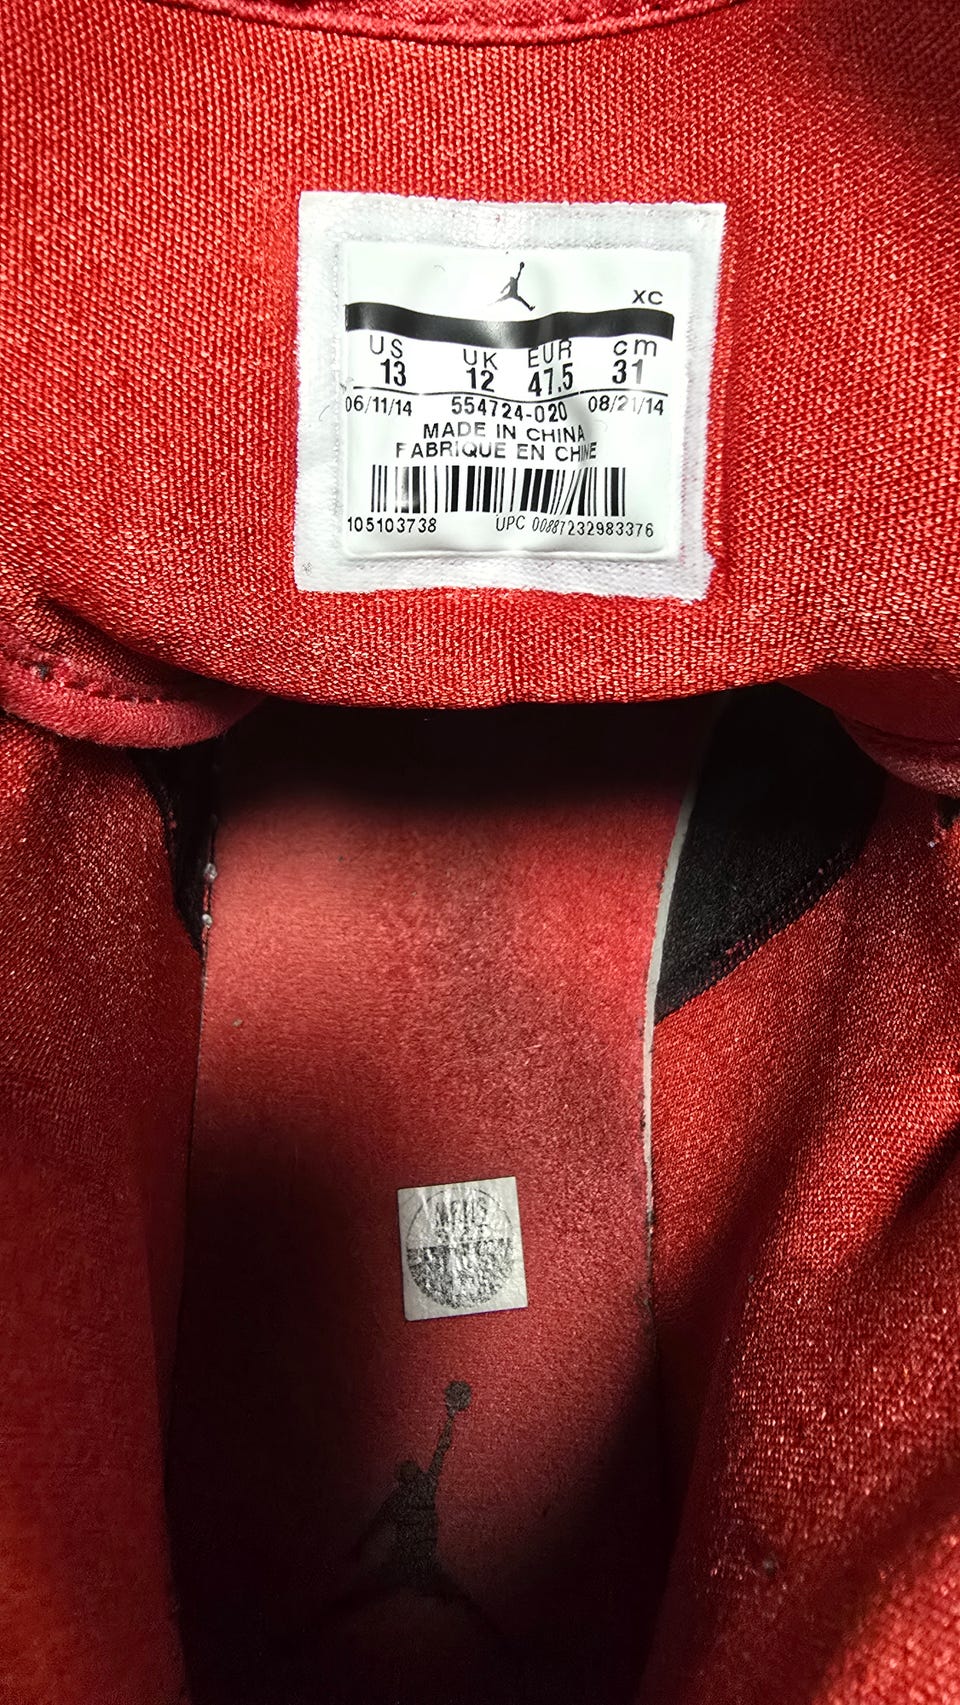 XC
US UK EUR cm
13 12 47.5 31
06/11/14 554724-020 08/21/14
MADE IN CHINA
FABRIQUE EN CHINE
105103738 UPC 00887232983376